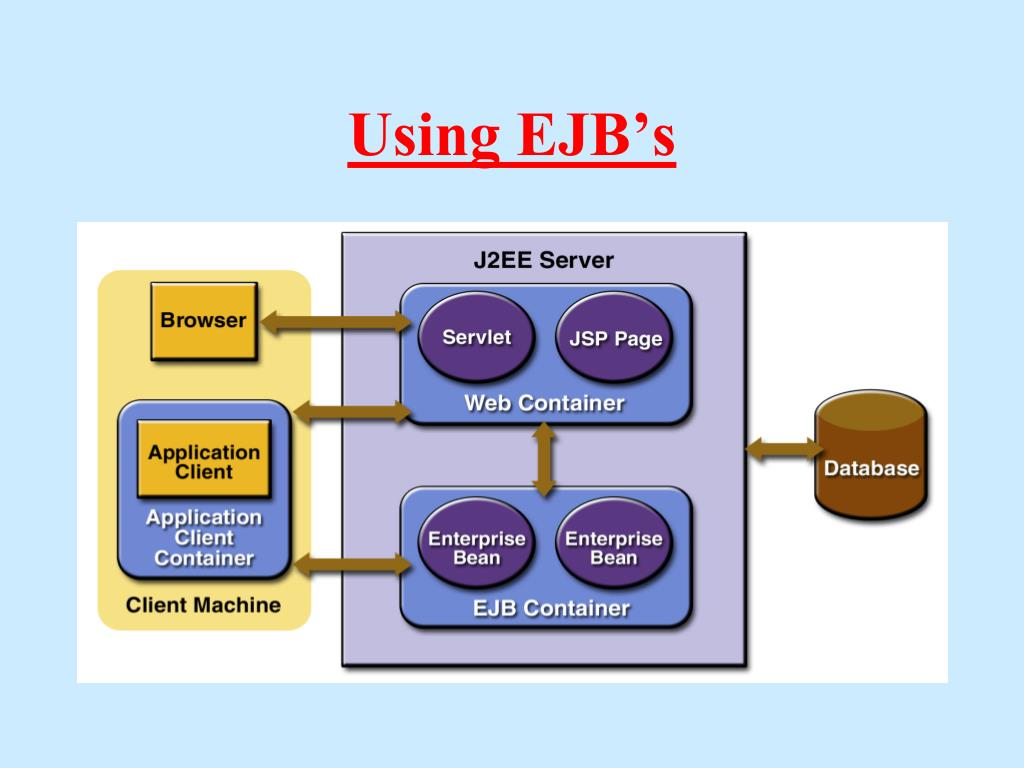 Using EJB’s
J2EE Server
Browser
Servlet
JSP Page
Web Container
Application
Client
Application
Client
Container
Client Machine
Enterprise
Bean
Enterprise
Bean
EJB Container
Database